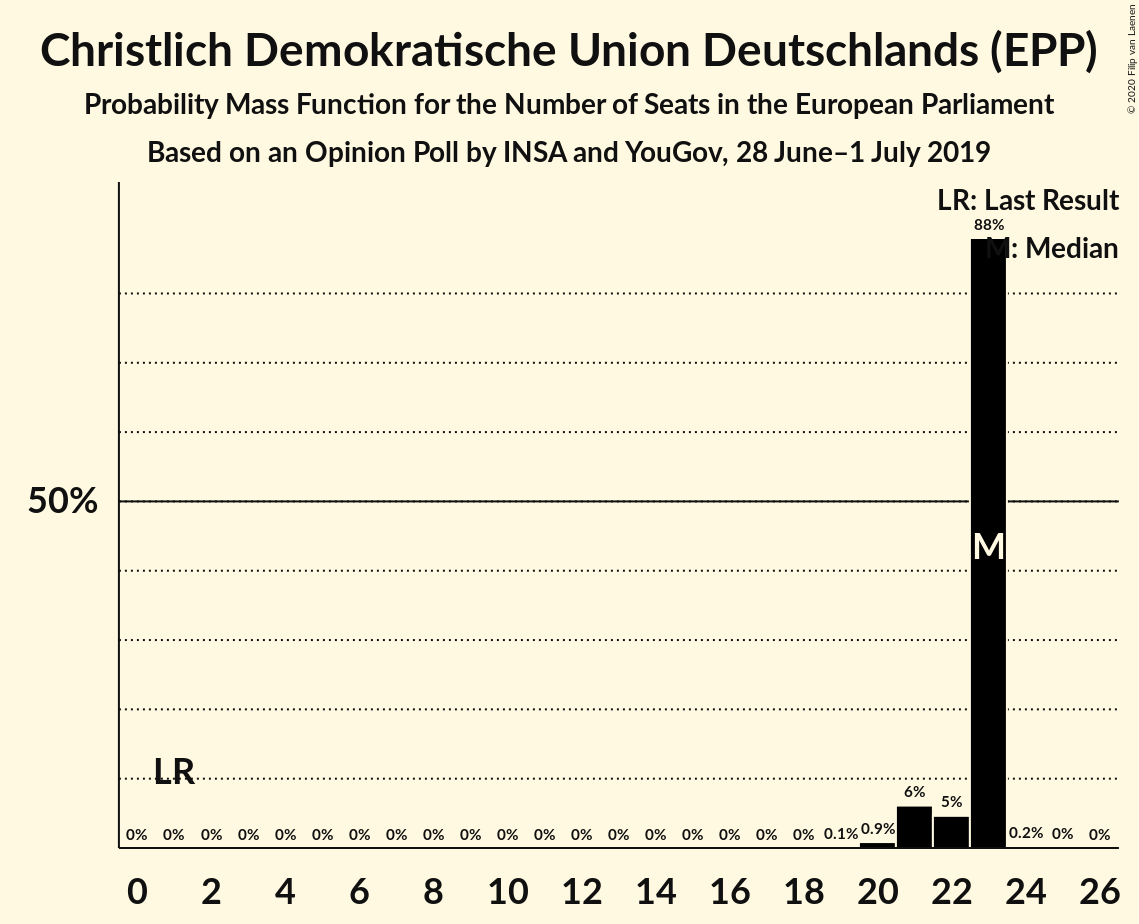 Christlich Demokratische Union Deutschlands (EPP)
Probability Mass Function for the Number of Seats in the European Parliament
Based on an Opinion Poll by INSA and YouGov, 28 June–1 July 2019
© 2020 Filip van Laenen
LR: Last Result
88%
M: Median
50%
M
LR
6%
5%
0% 0% 0% 0% 0% 0% 0% 0% 0% 0% 0% 0% 0% 0% 0% 0% 0% 0% 0% 0.1% 0.9% 0.2% 0% 0%
0 2 4 6 8 10 12 14 16 18 20 22 24 26